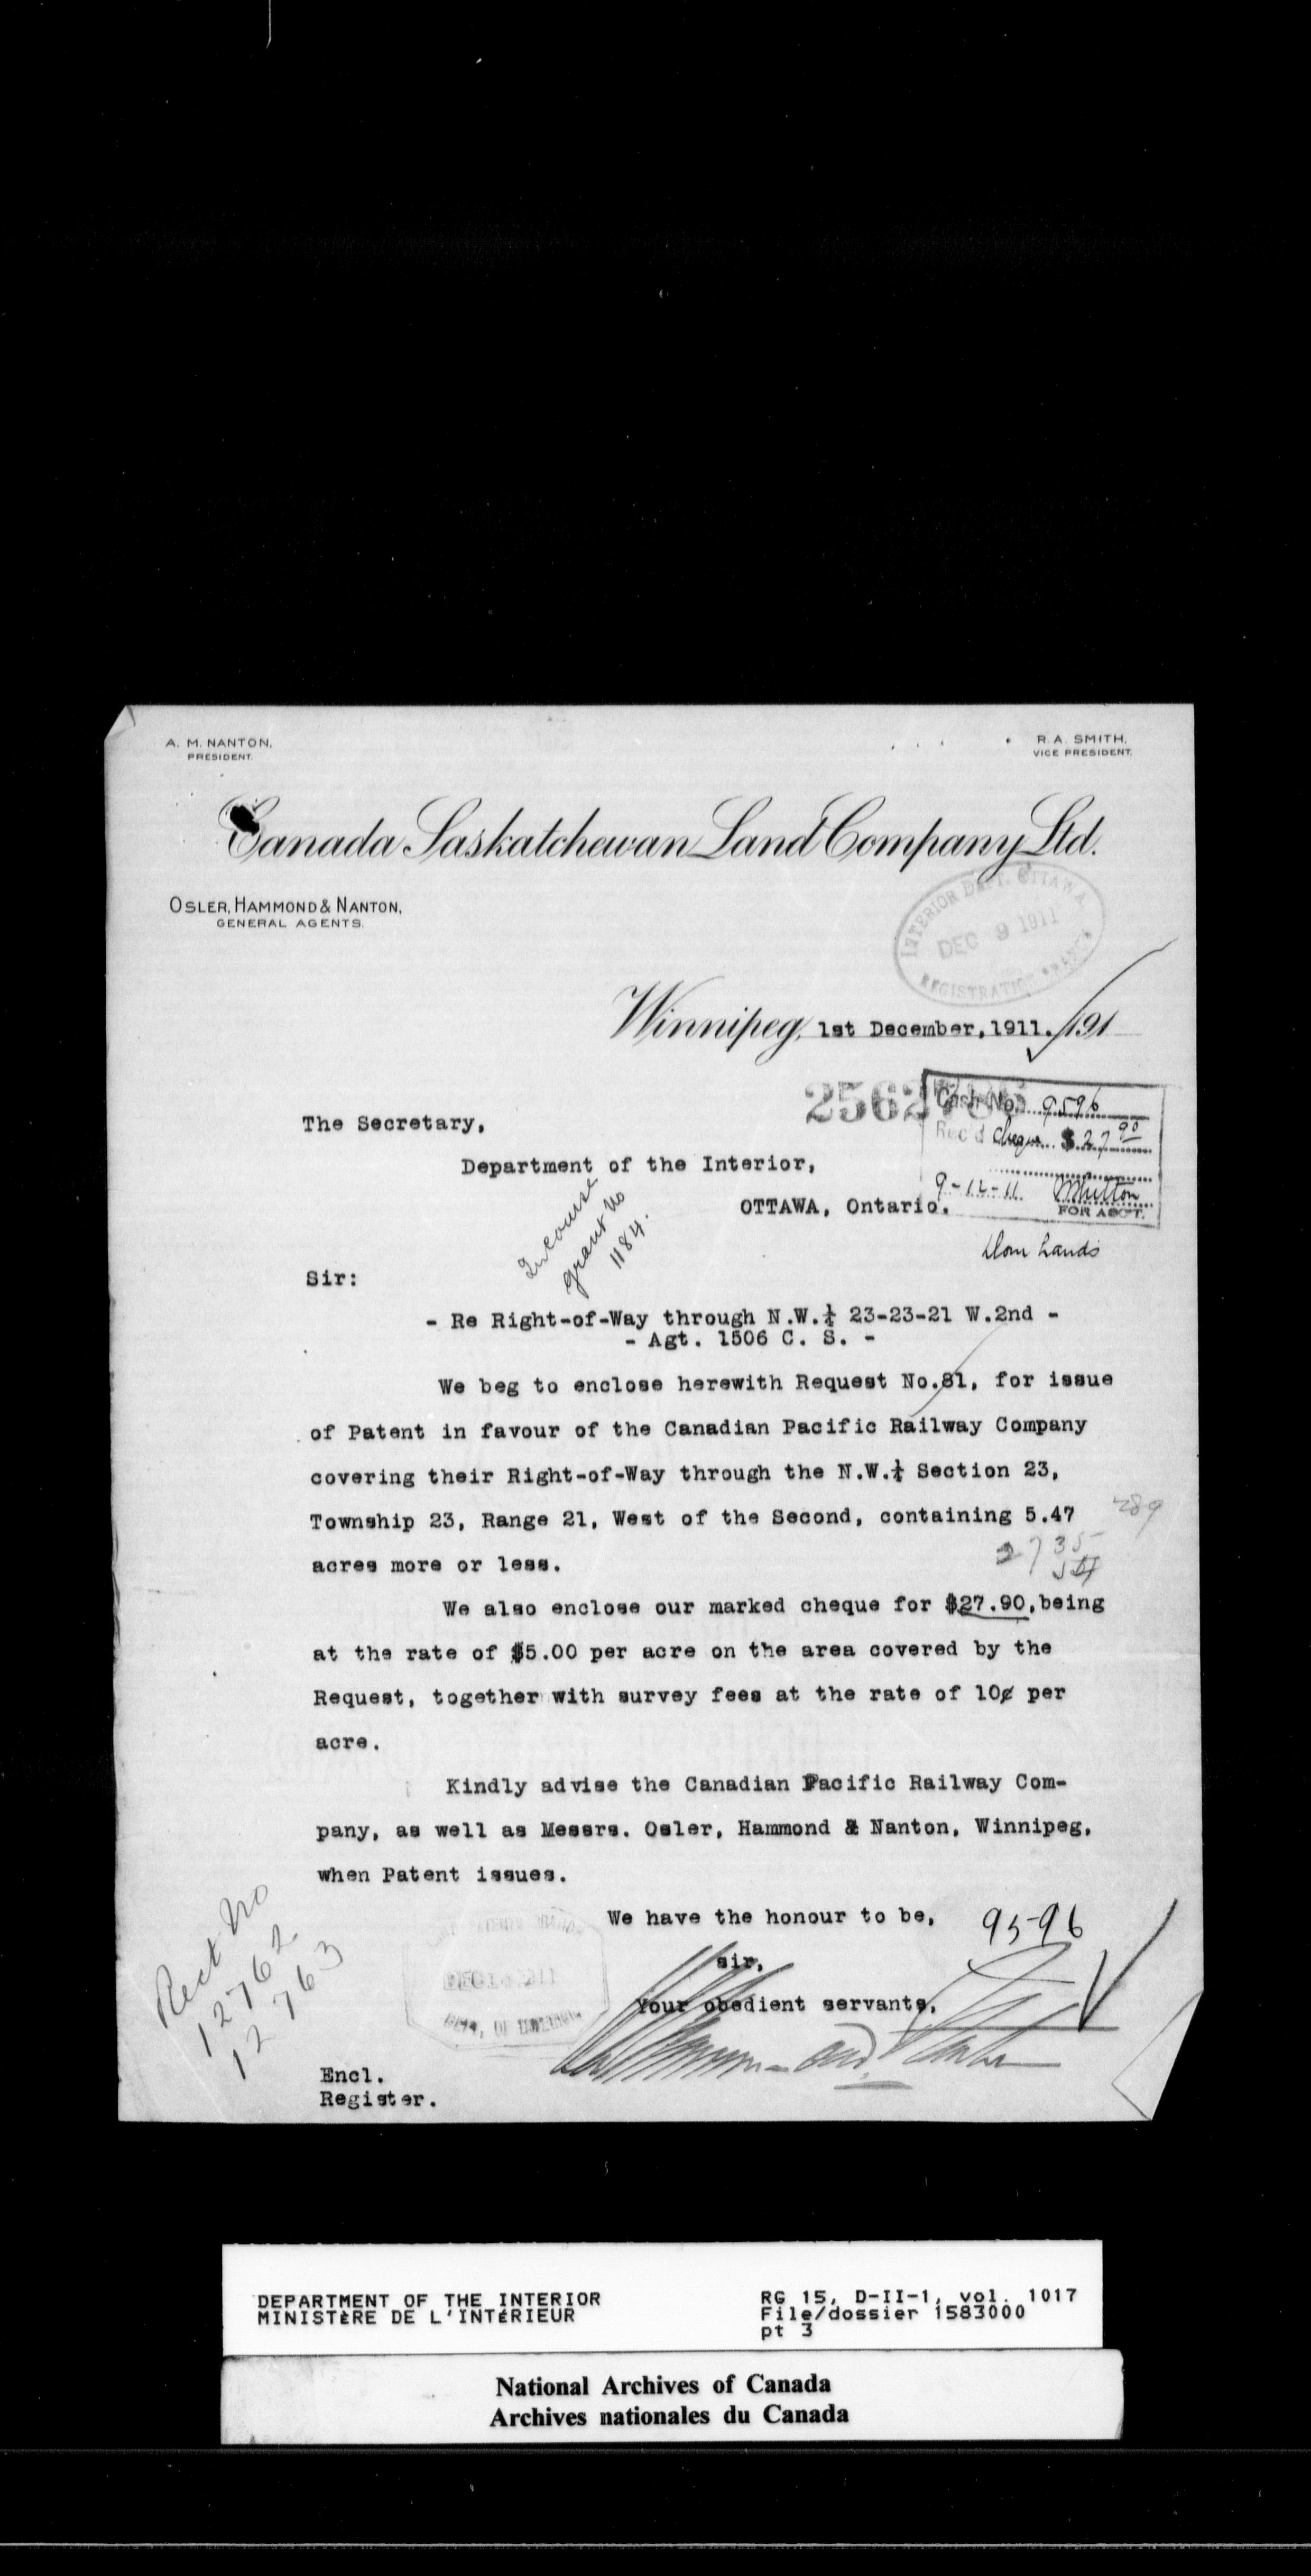 A. M. NANTON,
PRESIDENT.
R. A. SMITH,
VICE PRESIDENT.
Canada Saskatchewan Land Company Ltd.
OSLER, HAMMOND & NANTON,
GENERAL AGENTS.
INTERIOR DEPT. OTTAWA
DEC 9 1911
REGISTRATION BRANCH
Winnipeg, 1st December, 1911. 191
2562786
Cash No. 9596
Rec'd cheque $ 27 90
9-12-11
FOR ACCT.
The Secretary,
Department of the Interior,
OTTAWA, Ontario.
Dom Lands
In course
grant No
1184.
Sir:
- Re Right-of-Way through N.W.¼ 23-23-21 W.2nd -
- Agt. 1506 C. S. -
We beg to enclose herewith Request No.81, for issue
of Patent in favour of the Canadian Pacific Railway Company
covering their Right-of-Way through the N.W.¼ Section 23,
Township 23, Range 21, West of the Second, containing 5.47
acres more or less.
2735
We also enclose our marked cheque for $27.90,being
at the rate of $5.00 per acre on the area covered by the
Request, together with survey fees at the rate of 10¢ per
acre.
Kindly advise the Canadian Pacific Railway Com-
pany, as well as Messrs. Osler, Hammond & Nanton, Winnipeg,
when Patent issues.
We have the honour to be,
9596
sir,
Your obedient servants,
Rect No
12762
12763
Encl.
Register.
DEPARTMENT OF THE INTERIOR
MINISTÈRE DE L'INTÉRIEUR
RG 15, D-II-1, vol. 1017
File/dossier 1583000
pt 3
National Archives of Canada
Archives nationales du Canada